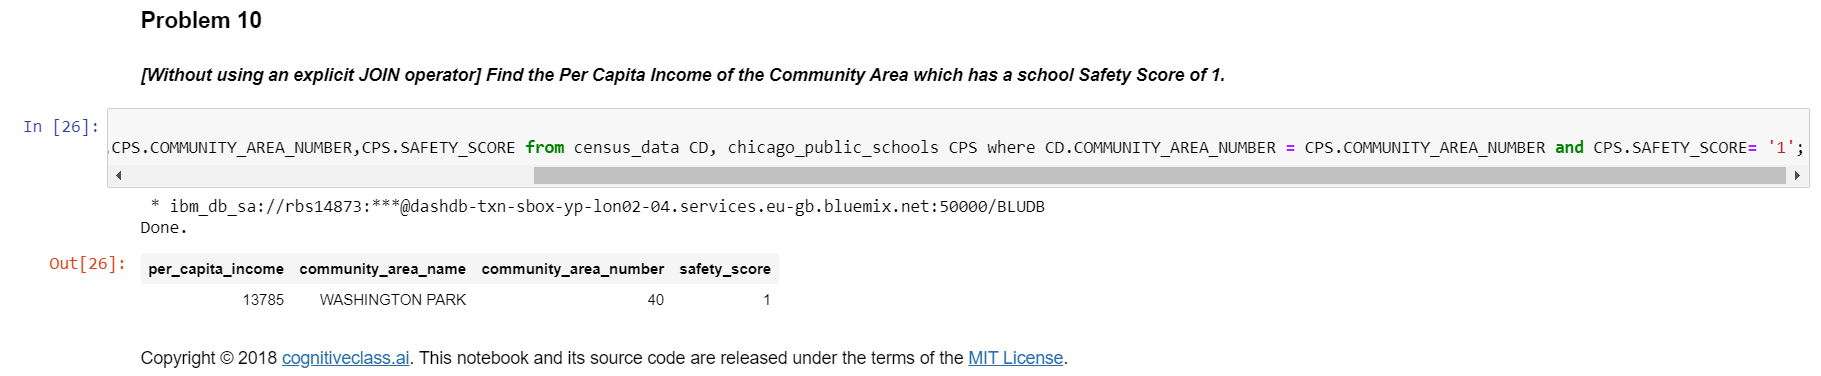 Problem 10
[Without using an explicit JOIN operator] Find the Per Capita Income of the Community Area which has a school Safety Score of 1.
In [26]:
,CPS.COMMUNITY_AREA_NUMBER,CPS.SAFETY_SCORE from census_data CD, chicago_public_schools CPS where CD.COMMUNITY_AREA_NUMBER = CPS.COMMUNITY_AREA_NUMBER and CPS.SAFETY_SCORE= '1';
* ibm_db_sa://rbs14873:***@dashdb-txn-sbox-yp-lon02-04.services.eu-gb.bluemix.net:50000/BLUDB
Done.
Out[26]:
per_capita_income community_area_name community_area_number safety_score
13785 WASHINGTON PARK 40 1
Copyright © 2018 cognitiveclass.ai. This notebook and its source code are released under the terms of the MIT License.